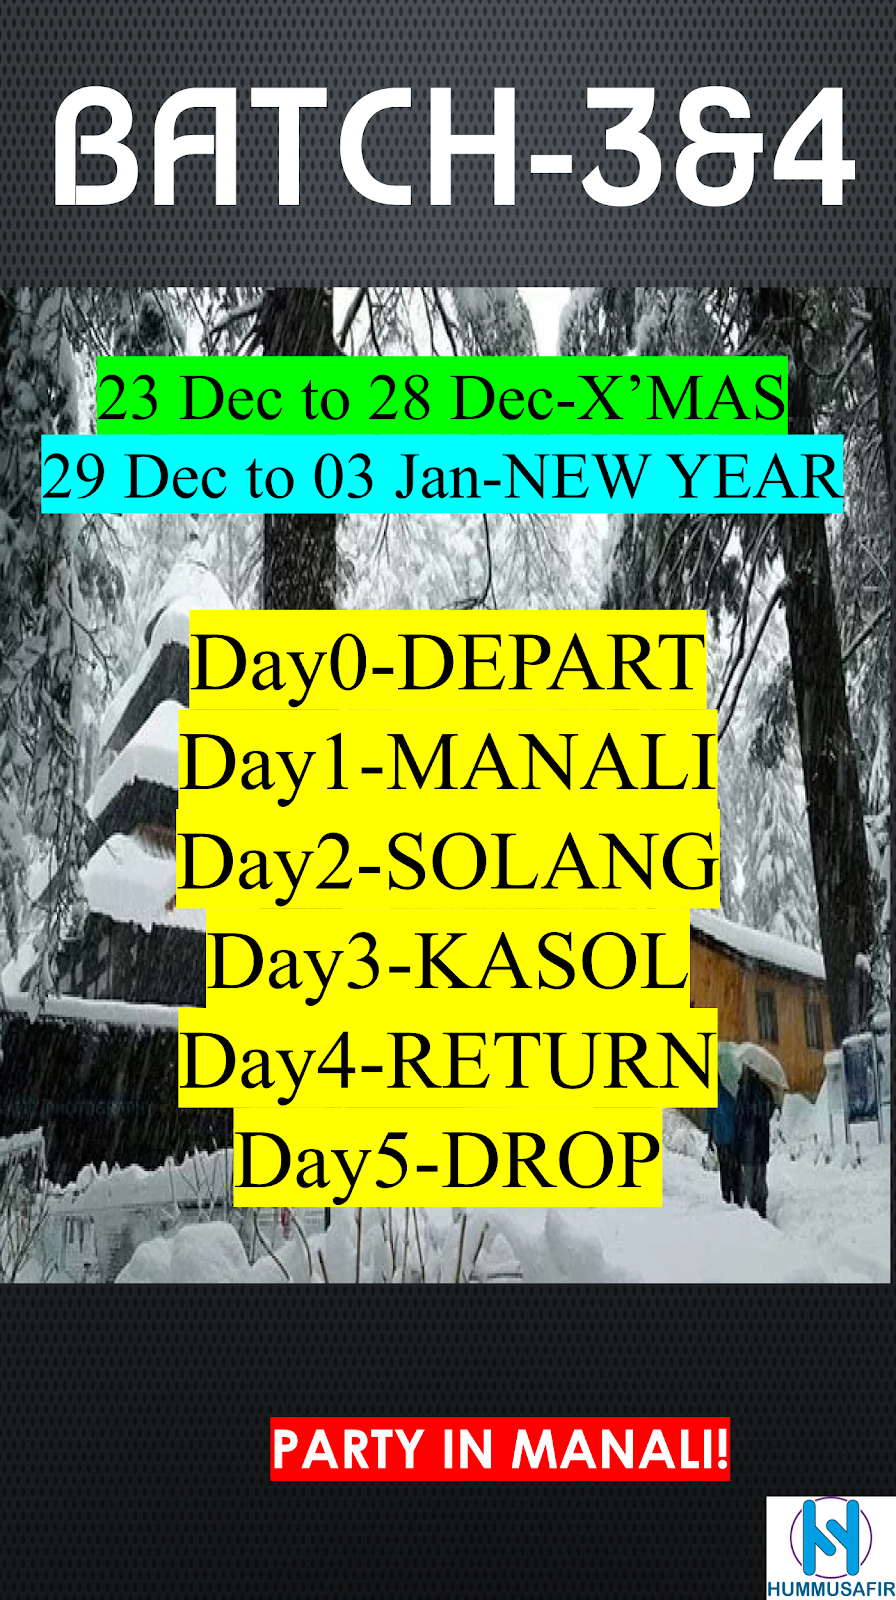 BATCH-3&4
23 Dec to 28 Dec-X’MAS
29 Dec to 03 Jan-NEW YEAR
Day0-DEPART
Day1-MANALI
Day2-SOLANG
Day3-KASOL
Day4-RETURN
Day5-DROP
PARTY IN MANALI!
HUMMUSAFIR